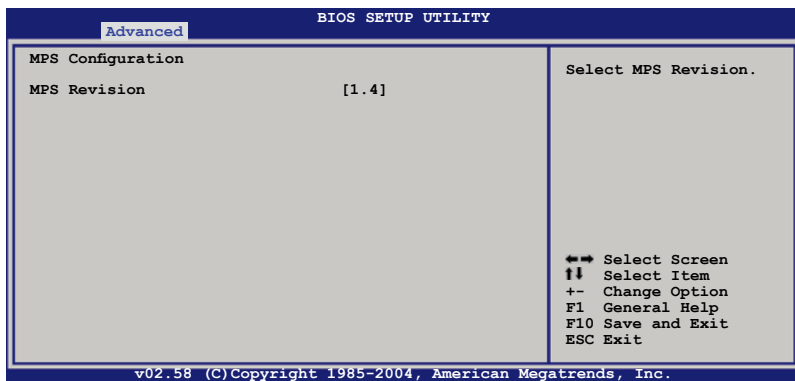 BIOS SETUP UTILITY
Advanced
MPS Configuration
MPS Revision [1.4]
Select MPS Revision.
Select Screen
Select Item
+- Change Option
F1 General Help
F10 Save and Exit
ESC Exit
v02.58 (C)Copyright 1985-2004, American Megatrends, Inc.